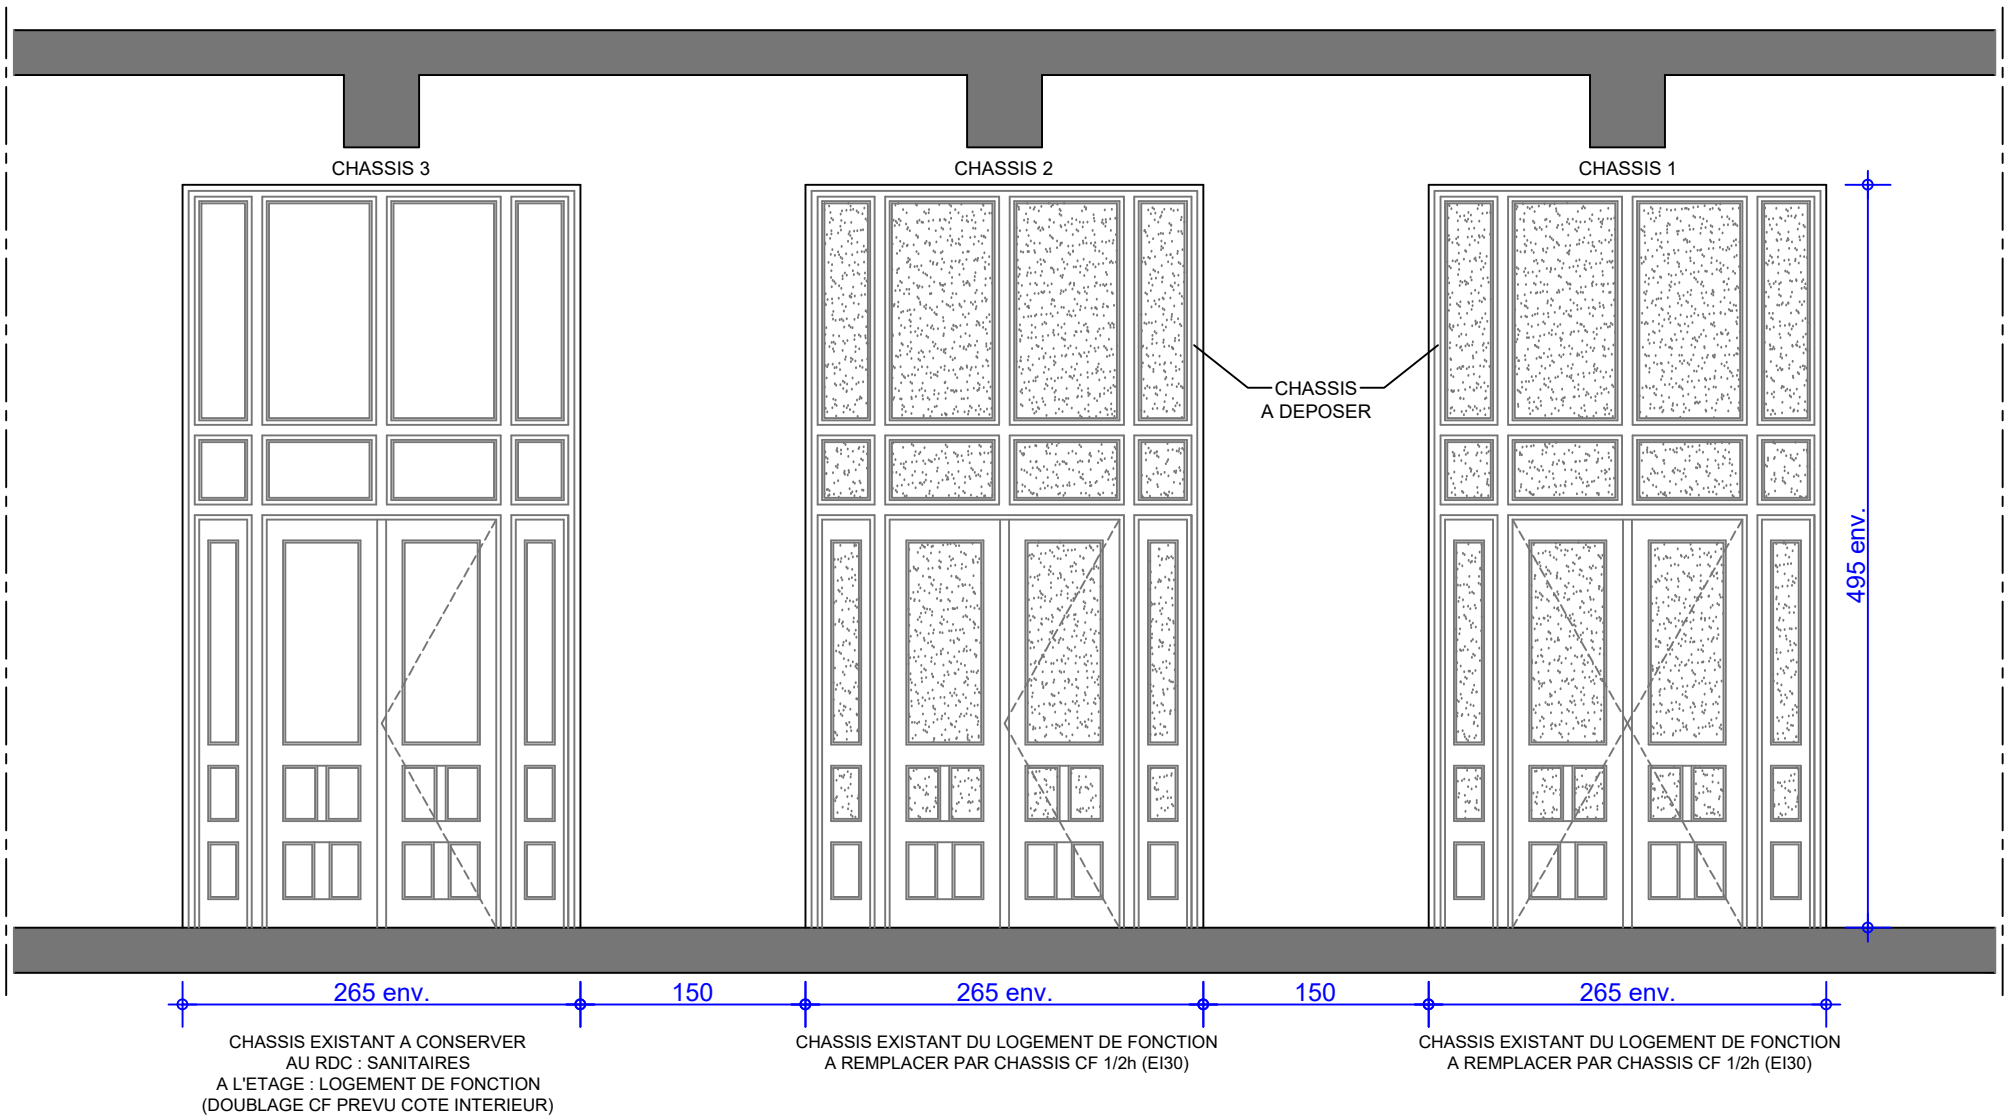 CHASSIS 3
CHASSIS 2
CHASSIS 1
CHASSIS
A DEPOSER
495 env.
265 env.
150
265 env.
150
265 env.
CHASSIS EXISTANT A CONSERVER
AU RDC : SANITAIRES
A L'ETAGE : LOGEMENT DE FONCTION
(DOUBLAGE CF PREVU COTE INTERIEUR)
CHASSIS EXISTANT DU LOGEMENT DE FONCTION
A REMPLACER PAR CHASSIS CF 1/2h (EI30)
CHASSIS EXISTANT DU LOGEMENT DE FONCTION
A REMPLACER PAR CHASSIS CF 1/2h (EI30)